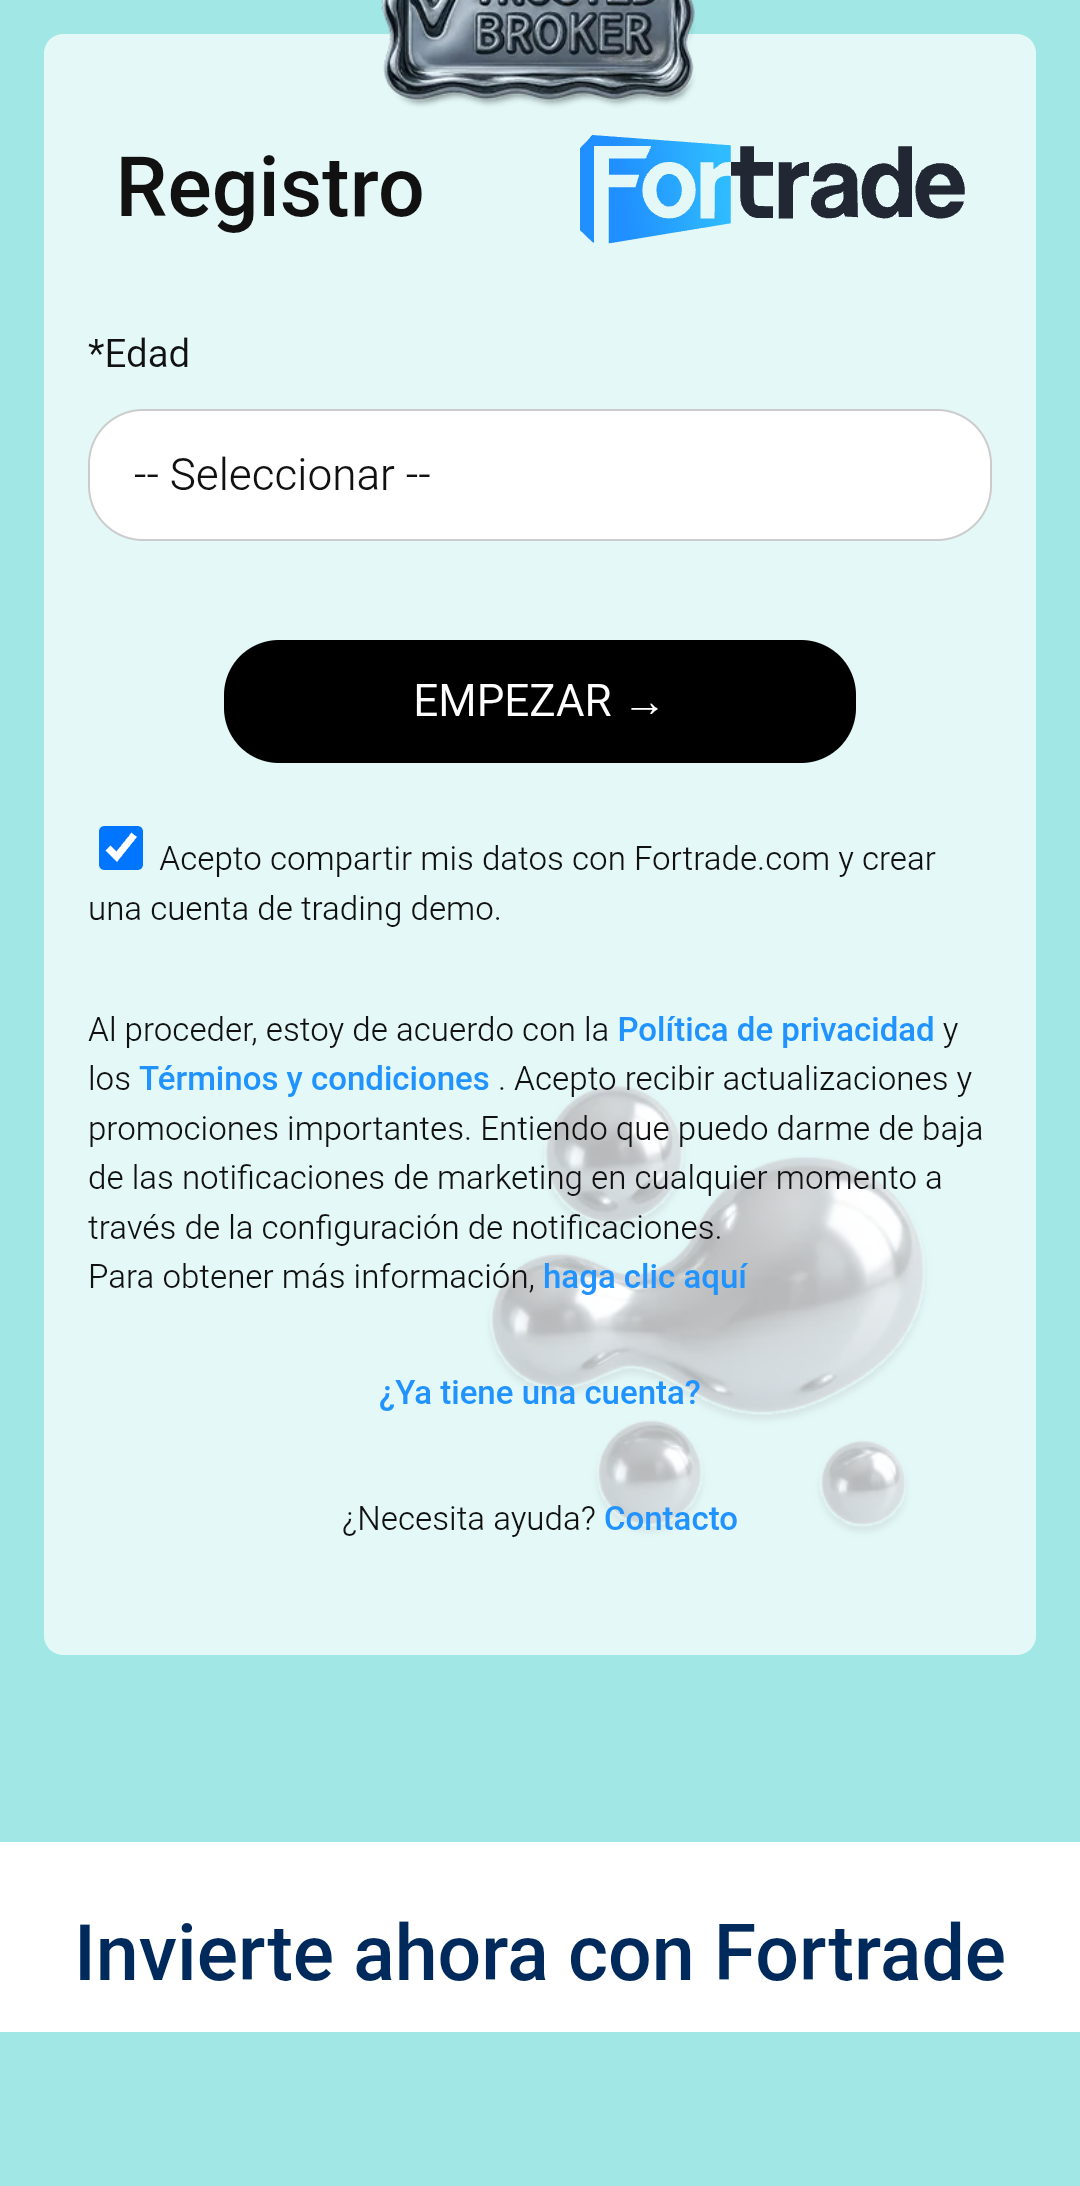 BROKER
Registro
Fortrade
*Edad
-- Seleccionar --
EMPEZAR →
Acepto compartir mis datos con Fortrade.com y crear
una cuenta de trading demo.
Al proceder, estoy de acuerdo con la Política de privacidad y
los Términos y condiciones . Acepto recibir actualizaciones y
promociones importantes. Entiendo que puedo darme de baja
de las notificaciones de marketing en cualquier momento a
través de la configuración de notificaciones.
Para obtener más información, haga clic aquí
¿Ya tiene una cuenta?
¿Necesita ayuda? Contacto
Invierte ahora con Fortrade